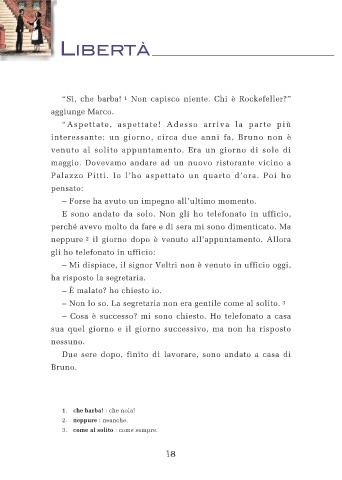 LIBERTÀ
“Sì, che barba! 1 Non capisco niente. Chi è Rockefeller?”
aggiunge Marco.
“Aspettate, aspettate! Adesso arriva la parte più
interessante: un giorno, circa due anni fa, Bruno non è
venuto al solito appuntamento. Era un giorno di sole di
maggio. Dovevamo andare ad un nuovo ristorante vicino a
Palazzo Pitti. Io l’ho aspettato un quarto d’ora. Poi ho
pensato:
– Forse ha avuto un impegno all’ultimo momento.
E sono andato da solo. Non gli ho telefonato in ufficio,
perché avevo molto da fare e di sera mi sono dimenticato. Ma
neppure 2 il giorno dopo è venuto all’appuntamento. Allora
gli ho telefonato in ufficio:
– Mi dispiace, il signor Veltri non è venuto in ufficio oggi,
ha risposto la segretaria.
– È malato? ho chiesto io.
– Non lo so. La segretaria non era gentile come al solito. 3
– Cosa è successo? mi sono chiesto. Ho telefonato a casa
sua quel giorno e il giorno successivo, ma non ha risposto
nessuno.
Due sere dopo, finito di lavorare, sono andato a casa di
Bruno.
1. che barba! : che noia!
2. neppure : neanche.
3. come al solito : come sempre.
18